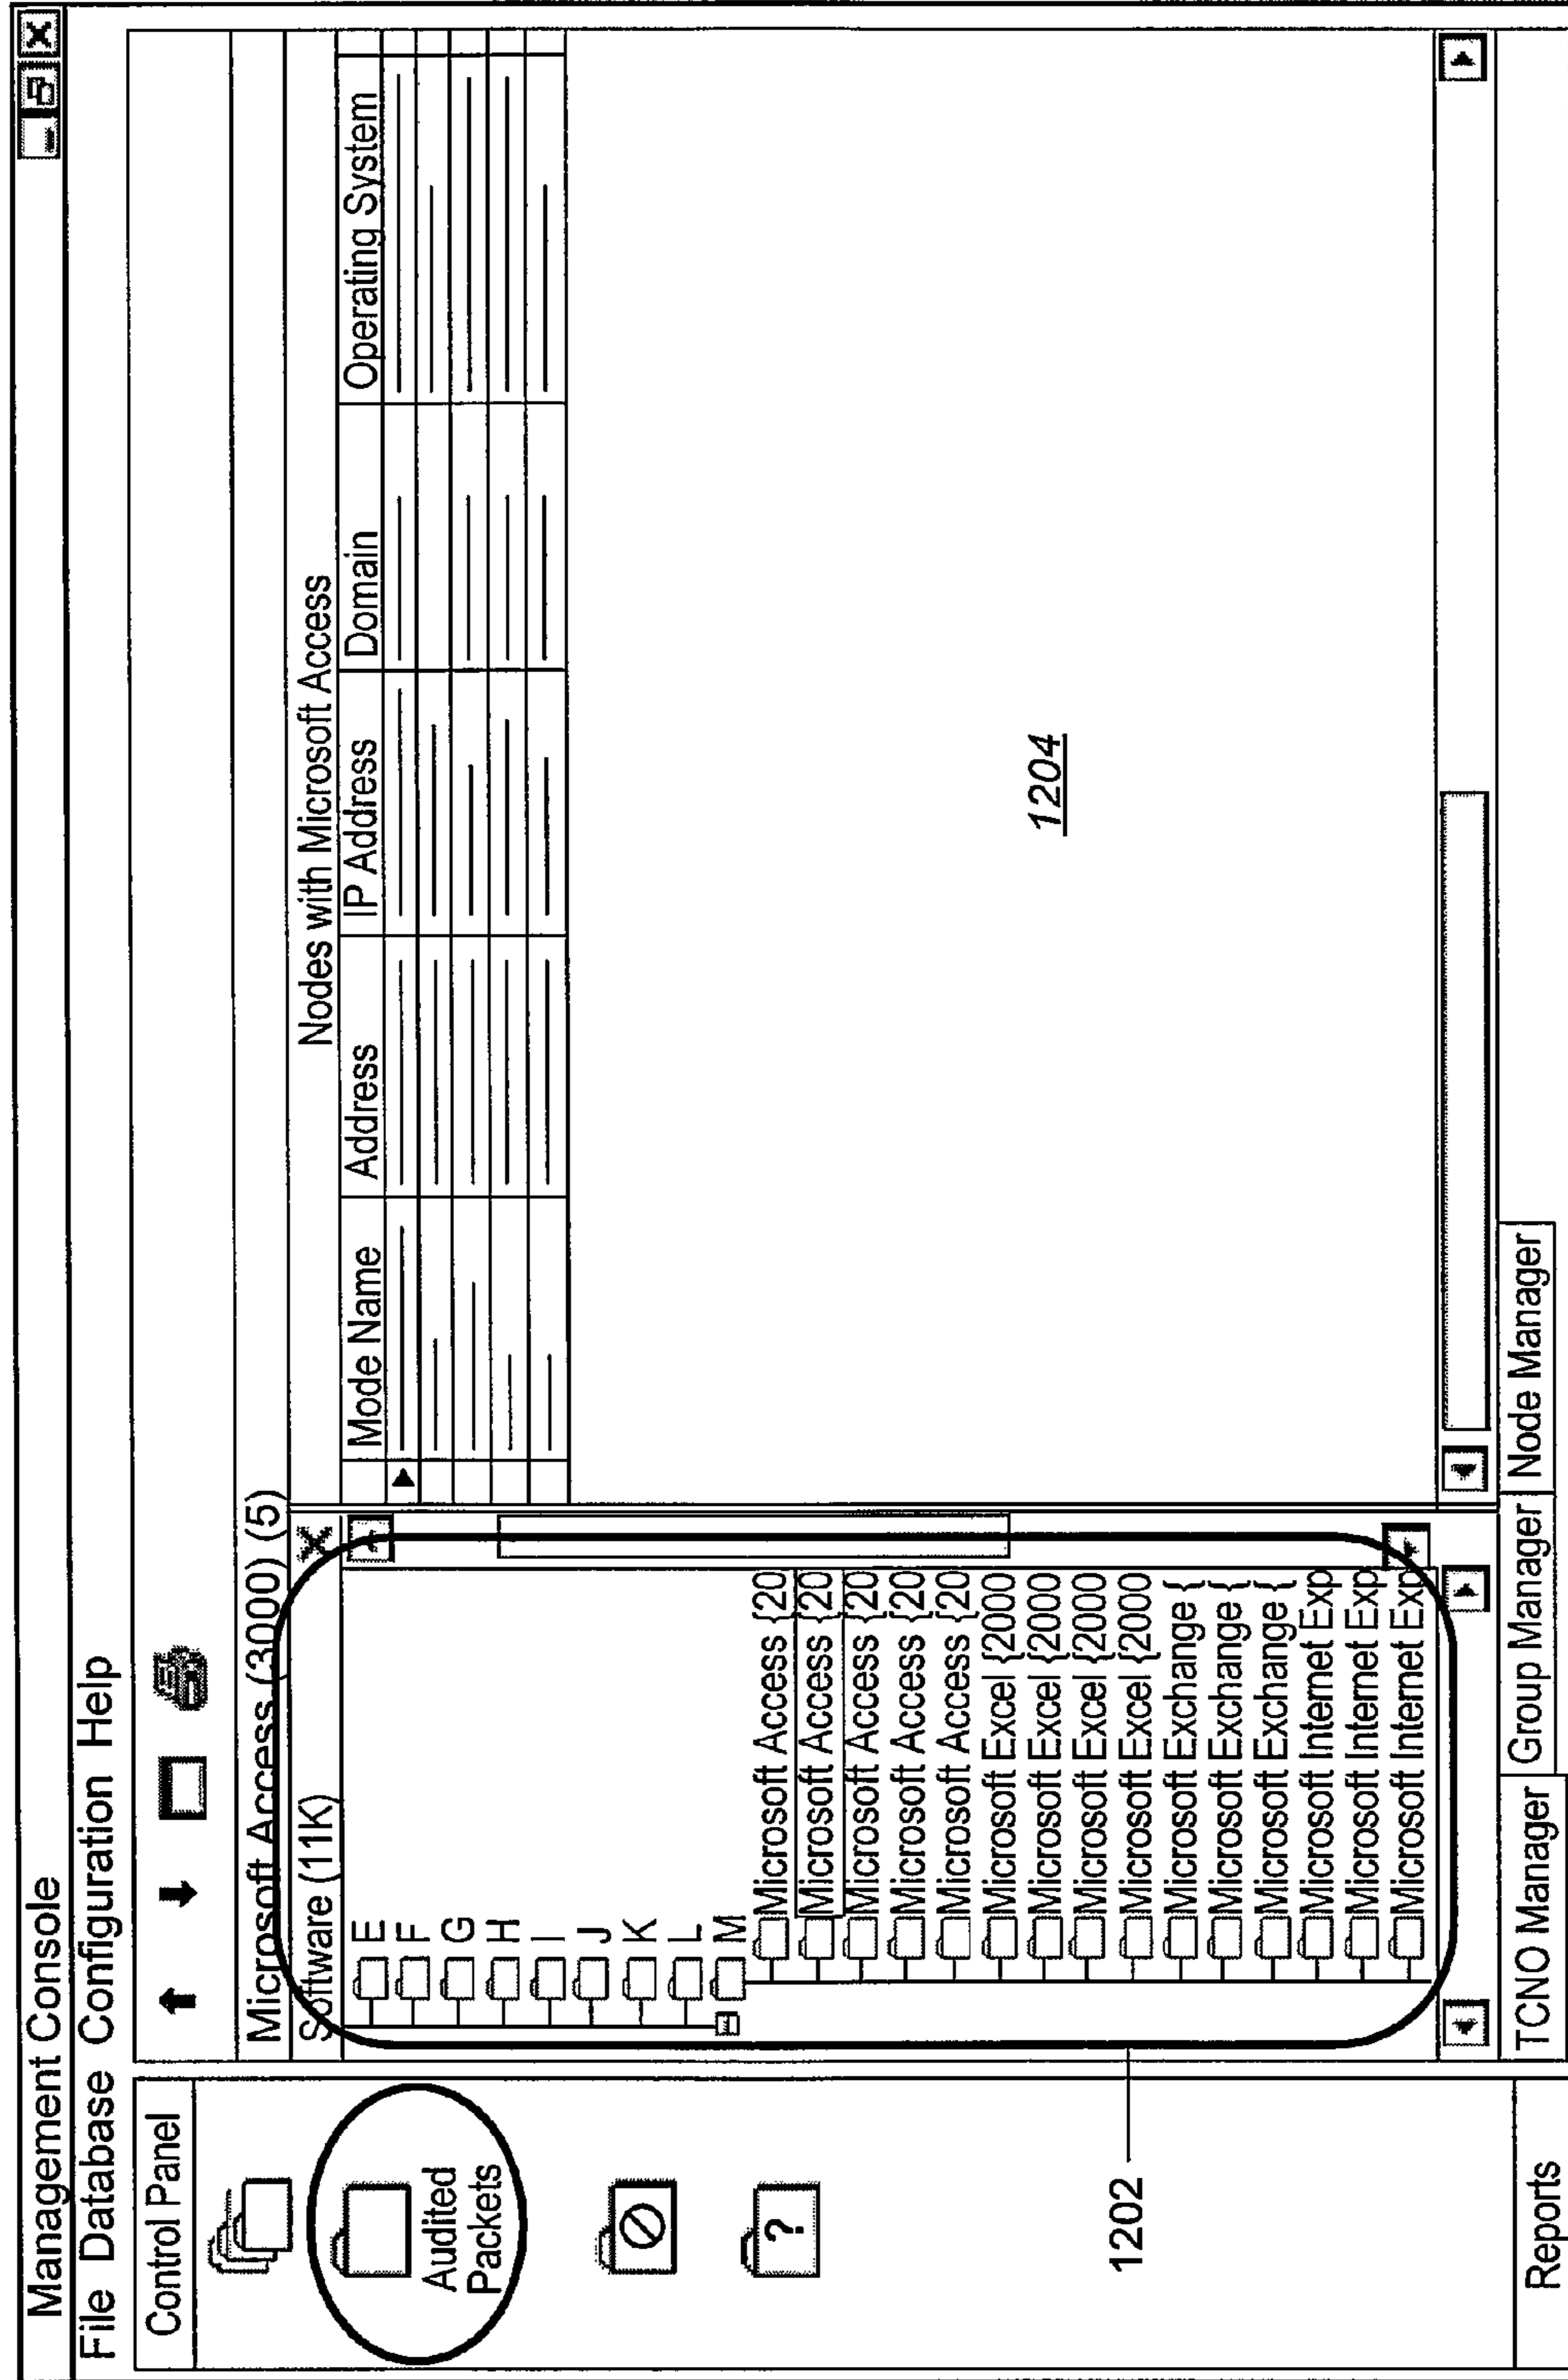 Management Console
File Database Configuration Help
Control Panel
Audited
Packets
1202
Reports
Microsoft Access (3000) (5)
Software (11K)
E
F
G
H
I
J
K
L
M
Microsoft Access {20
Microsoft Access {20
Microsoft Access {20
Microsoft Access {20
Microsoft Access {20
Microsoft Excel {2000
Microsoft Excel {2000
Microsoft Excel {2000
Microsoft Excel {2000
Microsoft Exchange {
Microsoft Exchange {
Microsoft Exchange {
Microsoft Internet Exp
Microsoft Internet Exp
Microsoft Internet Exp
Nodes with Microsoft Access
Mode Name Address IP Address Domain Operating System
1204
TCNO Manager Group Manager Node Manager